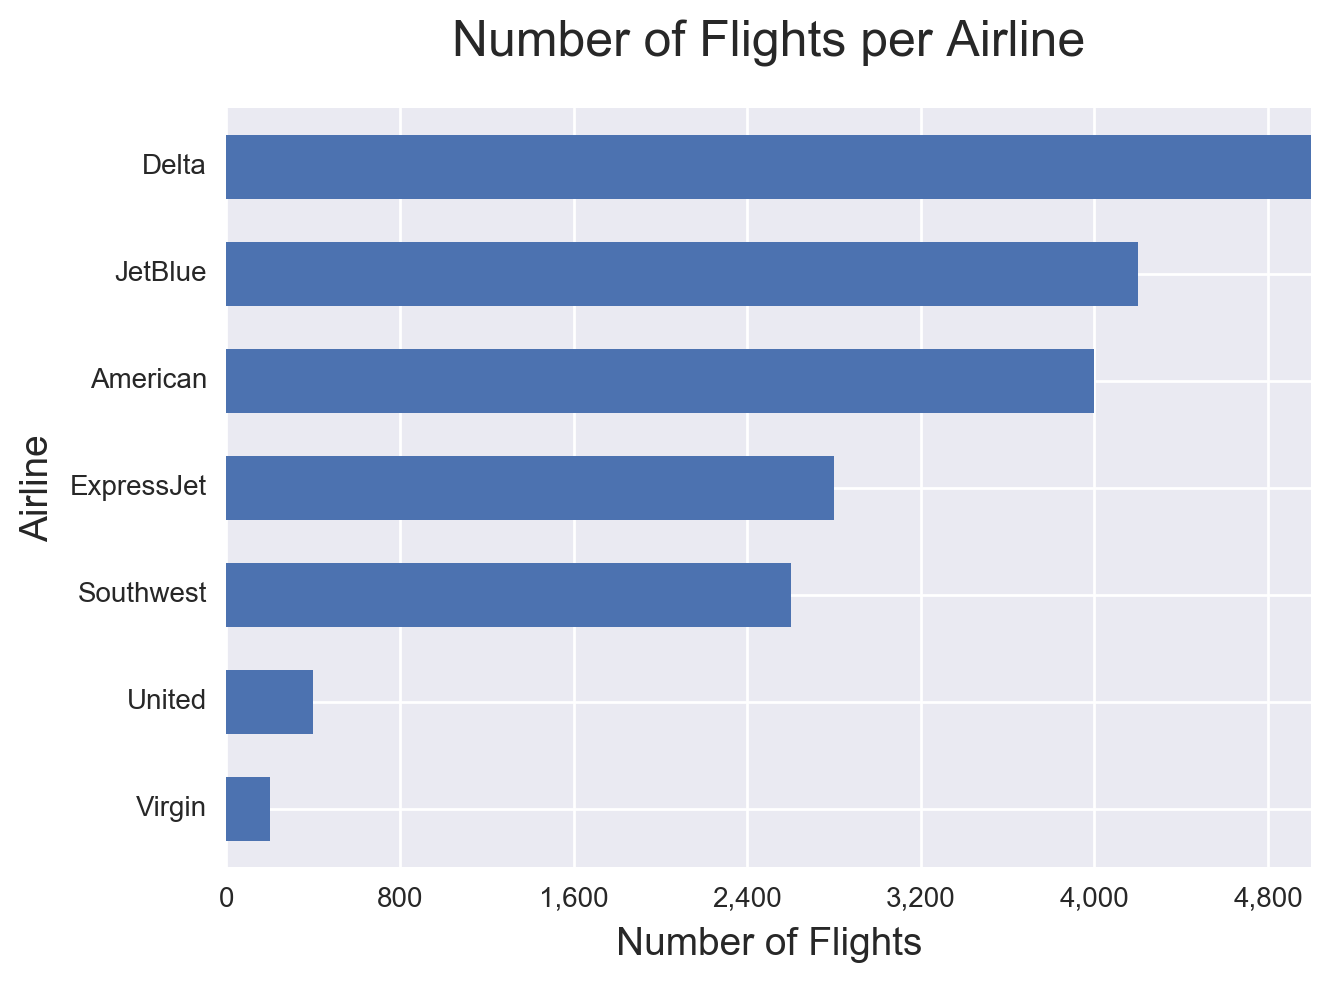 Number of Flights per Airline
Delta
JetBlue
American
ExpressJet
Southwest
United
Virgin
Airline
0 800 1,600 2,400 3,200 4,000 4,800
Number of Flights